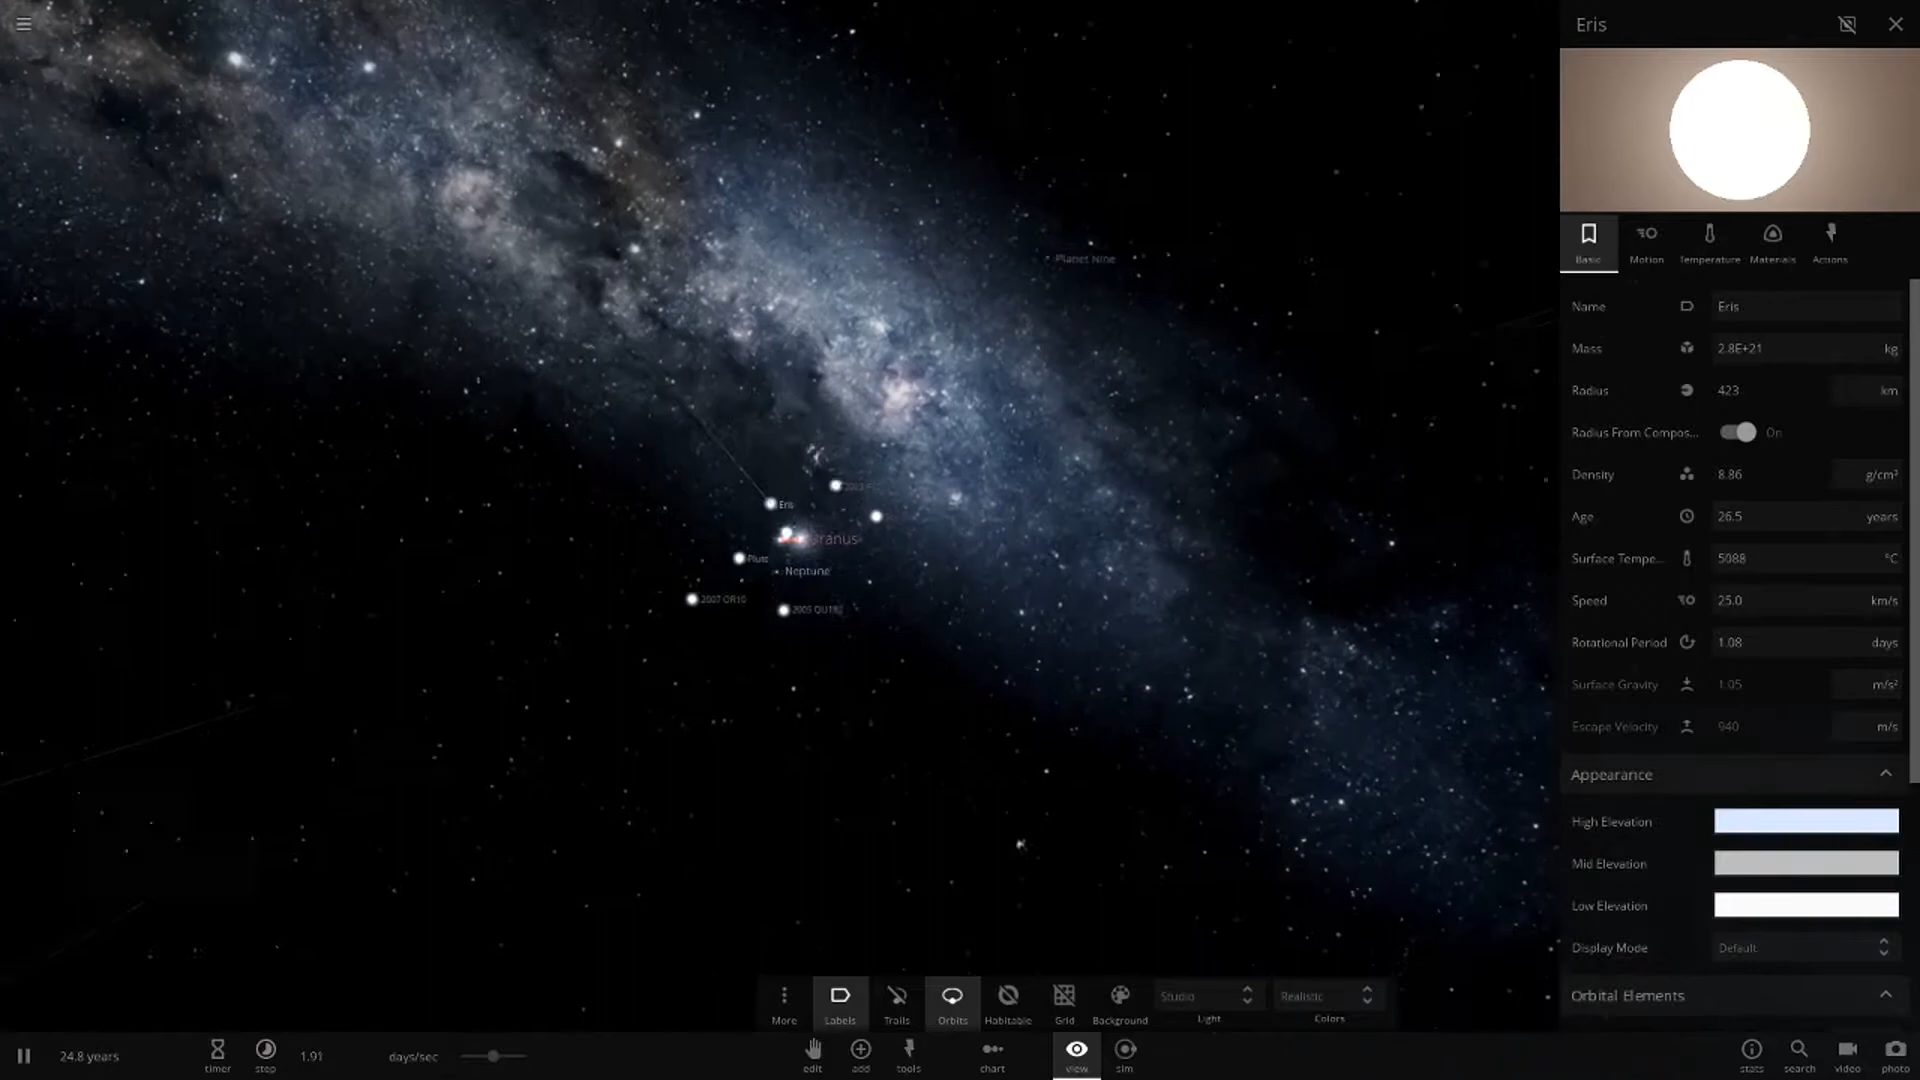 Eris
Planet Nine
Eris
Uranus
Pluto
Neptune
2007 OR10
Basic
Motion
Temperature
Materials
Actions
Name Eris
Mass 2.8E+21 kg
Radius 423 km
Radius From Compos... On
Density 8.86 g/cm³
Age 26.5 years
Surface Tempe... 5088 °C
Speed 25.0 km/s
Rotational Period 1.08 days
Surface Gravity 1.05 m/s²
Escape Velocity 940 m/s
Appearance
High Elevation
Mid Elevation
Low Elevation
Display Mode Default
Orbital Elements
More
Labels
Trails
Orbits
Habitable
Grid
Background
Studio
Light
Realistic
Colors
24.8 years
timer
step
1.91 days/sec
edit
add
tools
chart
view
sim
stats
search
video
photo